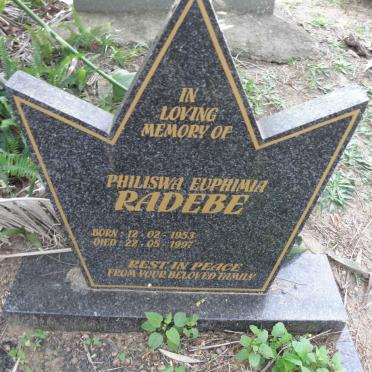 IN
LOVING
MEMORY OF
PHILISWA EUPHIMIA
RADEBE
BORN : 12 - 02 - 1953
DIED : 22 - 05 - 1997
REST IN PEACE
FROM YOUR BELOVED FAMILY